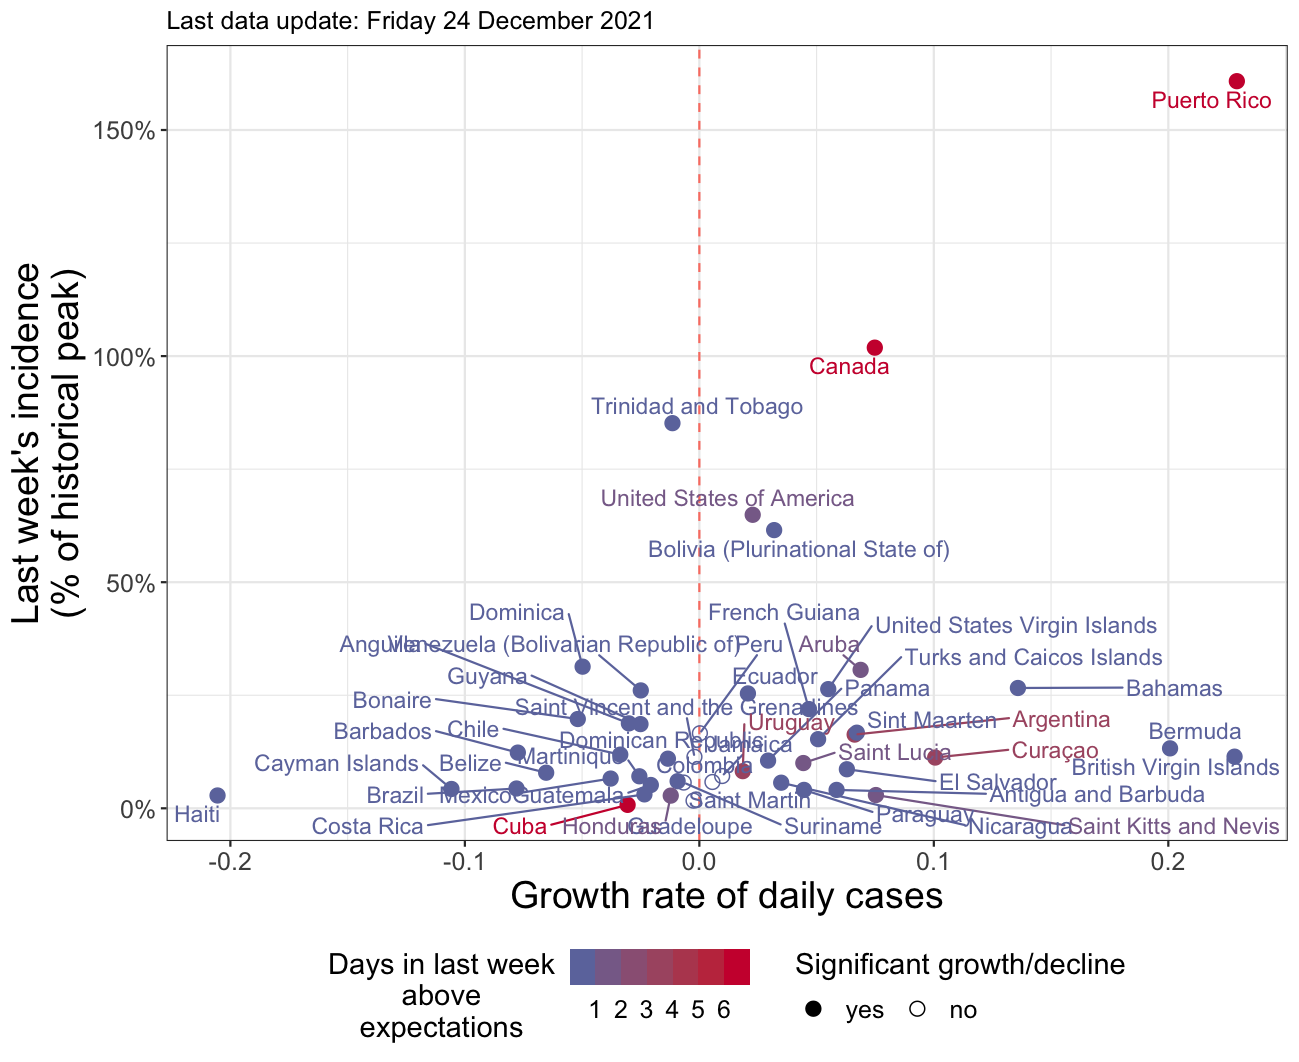 Last data update: Friday 24 December 2021
Last week's incidence
(% of historical peak)
150%
100%
50%
0%
Puerto Rico
Canada
Trinidad and Tobago
United States of America
Bolivia (Plurinational State of)
Dominica
French Guiana
United States Virgin Islands
Anguilla
Venezuela (Bolivarian Republic of)
Peru
Aruba
Turks and Caicos Islands
Guyana
Ecuador
Panama
Bahamas
Bonaire
Saint Vincent and the Grenadines
Barbados
Chile
Uruguay
Sint Maarten
Argentina
Bermuda
Dominican Republic
Jamaica
Saint Lucia
Curaçao
Cayman Islands
Belize
Martinique
Colombia
British Virgin Islands
El Salvador
Brazil
Mexico
Guatemala
Saint Martin
Antigua and Barbuda
Haiti
Paraguay
Costa Rica
Cuba
Honduras
Guadeloupe
Suriname
Nicaragua
Saint Kitts and Nevis
-0.2
-0.1
0.0
0.1
0.2
Growth rate of daily cases
Days in last week
above
expectations
1 2 3 4 5 6
Significant growth/decline
yes
no